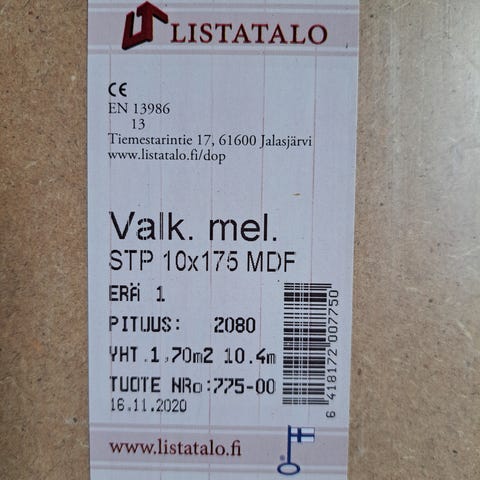 LISTATALO
CE
EN 13986
13
Tiemestarintie 17, 61600 Jalasjärvi
www.listatalo.fi/dop
Valk. mel.
STP 10x175 MDF
ERÄ 1
PITUUS: 2080
YHT.1,70m2 10.4m
TUOTE NRo:775-00
16.11.2020
6 418172 007750
www.listatalo.fi